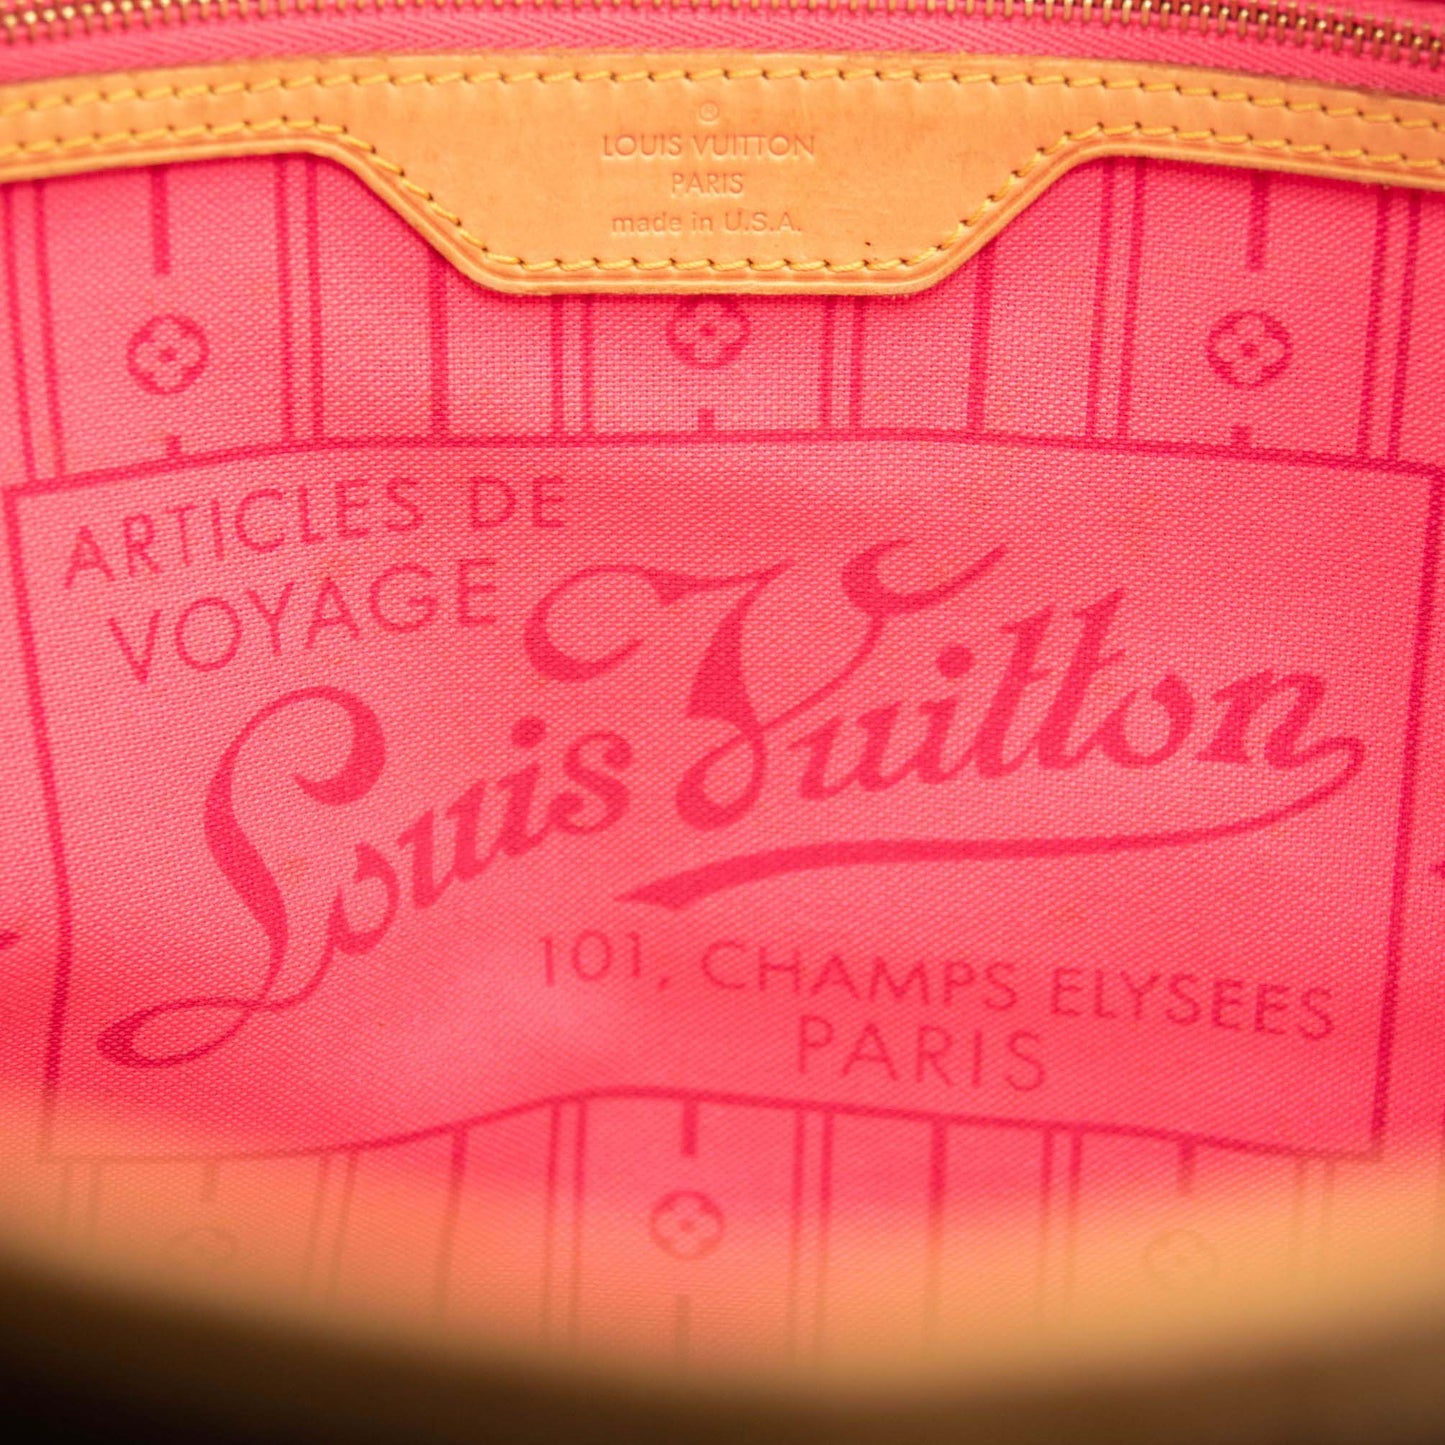 ®
LOUIS VUITTON
PARIS
made in U.S.A.
ARTICLES DE
VOYAGE
Louis Vuitton
101, CHAMPS ELYSEES
PARIS